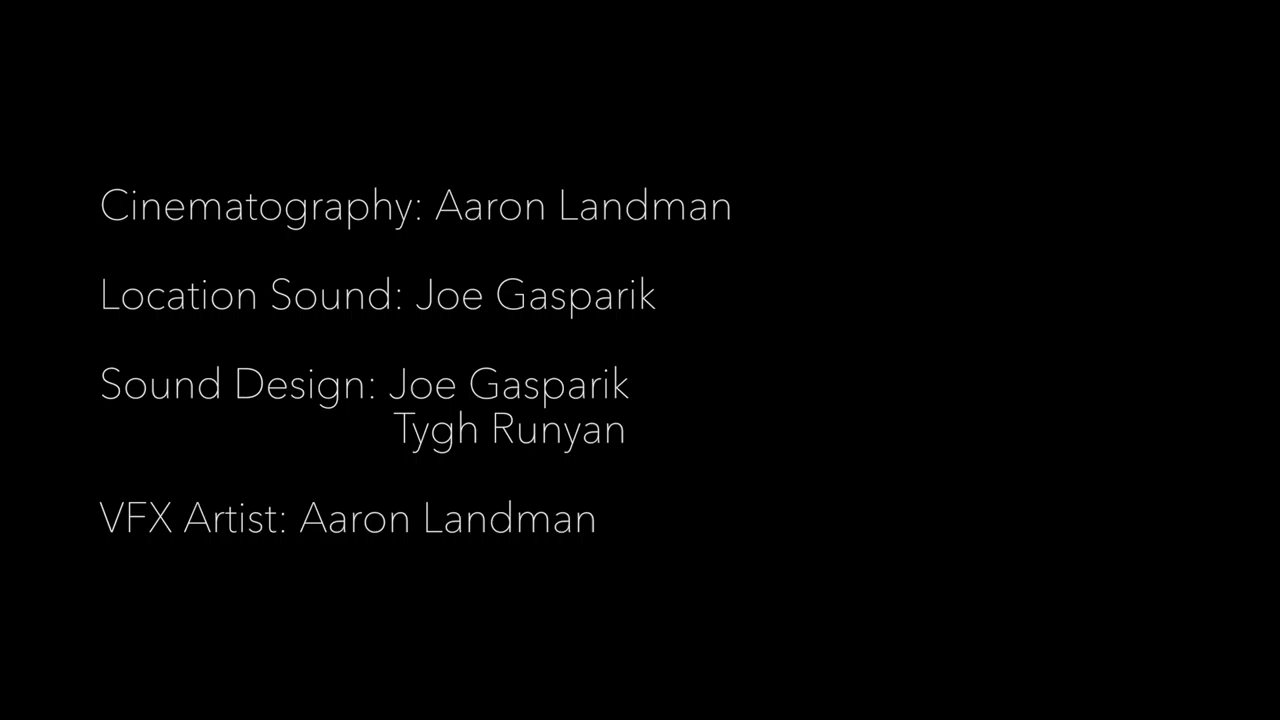 Cinematography: Aaron Landman
Location Sound: Joe Gasparik
Sound Design: Joe Gasparik
Tygh Runyan
VFX Artist: Aaron Landman